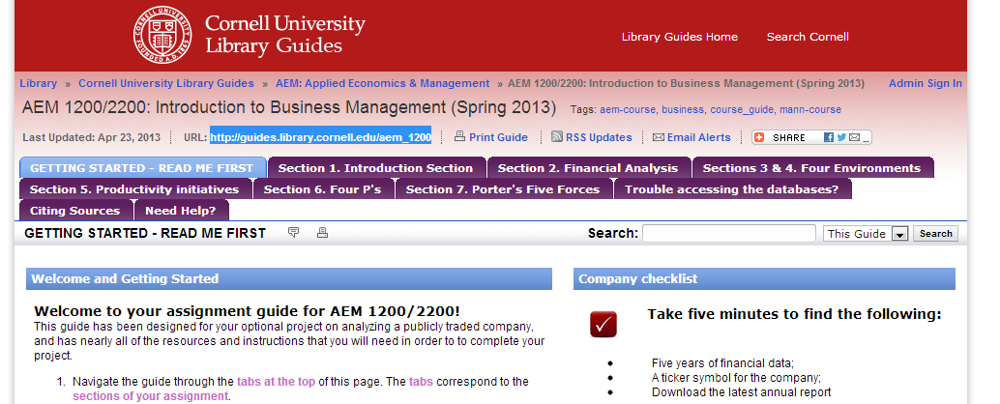 Cornell University
Library Guides
Library Guides Home Search Cornell
Library » Cornell University Library Guides » AEM: Applied Economics & Management » AEM 1200/2200: Introduction to Business Management (Spring 2013) Admin Sign In
AEM 1200/2200: Introduction to Business Management (Spring 2013) Tags: aem-course, business, course_guide, mann-course
Last Updated: Apr 23, 2013 URL: http://guides.library.cornell.edu/aem_1200 Print Guide RSS Updates Email Alerts SHARE ...
GETTING STARTED - READ ME FIRST Section 1. Introduction Section Section 2. Financial Analysis Sections 3 & 4. Four Environments
Section 5. Productivity initiatives Section 6. Four P's Section 7. Porter's Five Forces Trouble accessing the databases?
Citing Sources Need Help?
GETTING STARTED - READ ME FIRST Search: This Guide Search
Welcome and Getting Started
Welcome to your assignment guide for AEM 1200/2200!
This guide has been designed for your optional project on analyzing a publicly traded company,
and has nearly all of the resources and instructions that you will need in order to to complete your
project.
1. Navigate the guide through the tabs at the top of this page. The tabs correspond to the
sections of your assignment.
Company checklist
Take five minutes to find the following:
• Five years of financial data;
• A ticker symbol for the company;
• Download the latest annual report